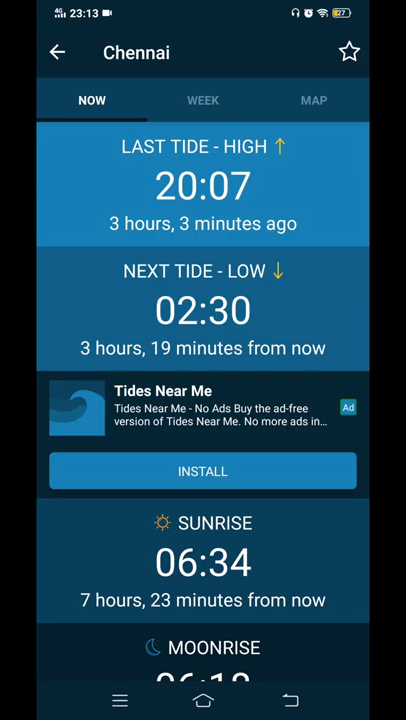 4G 23:13 27
Chennai
NOW WEEK MAP
LAST TIDE - HIGH ↑
20:07
3 hours, 3 minutes ago
NEXT TIDE - LOW ↓
02:30
3 hours, 19 minutes from now
Tides Near Me
Tides Near Me - No Ads Buy the ad-free
version of Tides Near Me. No more ads in...
Ad
INSTALL
SUNRISE
06:34
7 hours, 23 minutes from now
MOONRISE